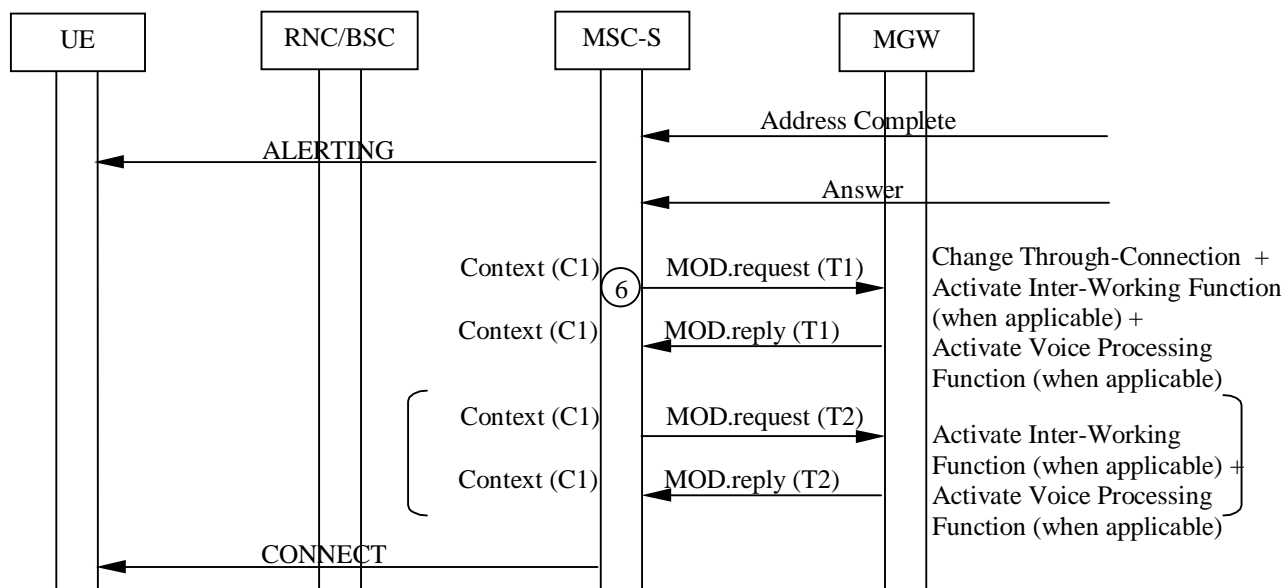 UE
RNC/BSC
MSC-S
MGW
Address Complete
ALERTING
Answer
Context (C1)
6
MOD.request (T1)
Change Through-Connection +
Activate Inter-Working Function
(when applicable) +
Activate Voice Processing
Function (when applicable)
Context (C1)
MOD.reply (T1)
Context (C1)
MOD.request (T2)
Activate Inter-Working
Function (when applicable) +
Activate Voice Processing
Function (when applicable)
Context (C1)
MOD.reply (T2)
CONNECT